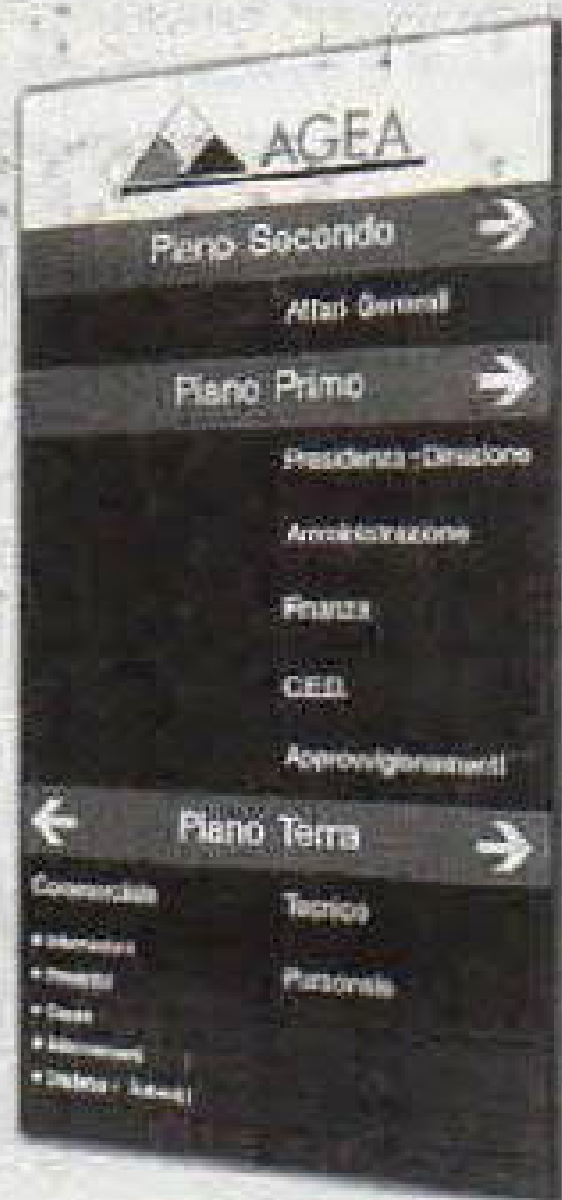 AGEA
Piano Secondo
Affari Generali
Piano Primo
Presidenza - Direzione
Amministrazione
Finanza
C.E.D.
Approvvigionamenti
Piano Terra
Commerciale
Tecnico
Personale